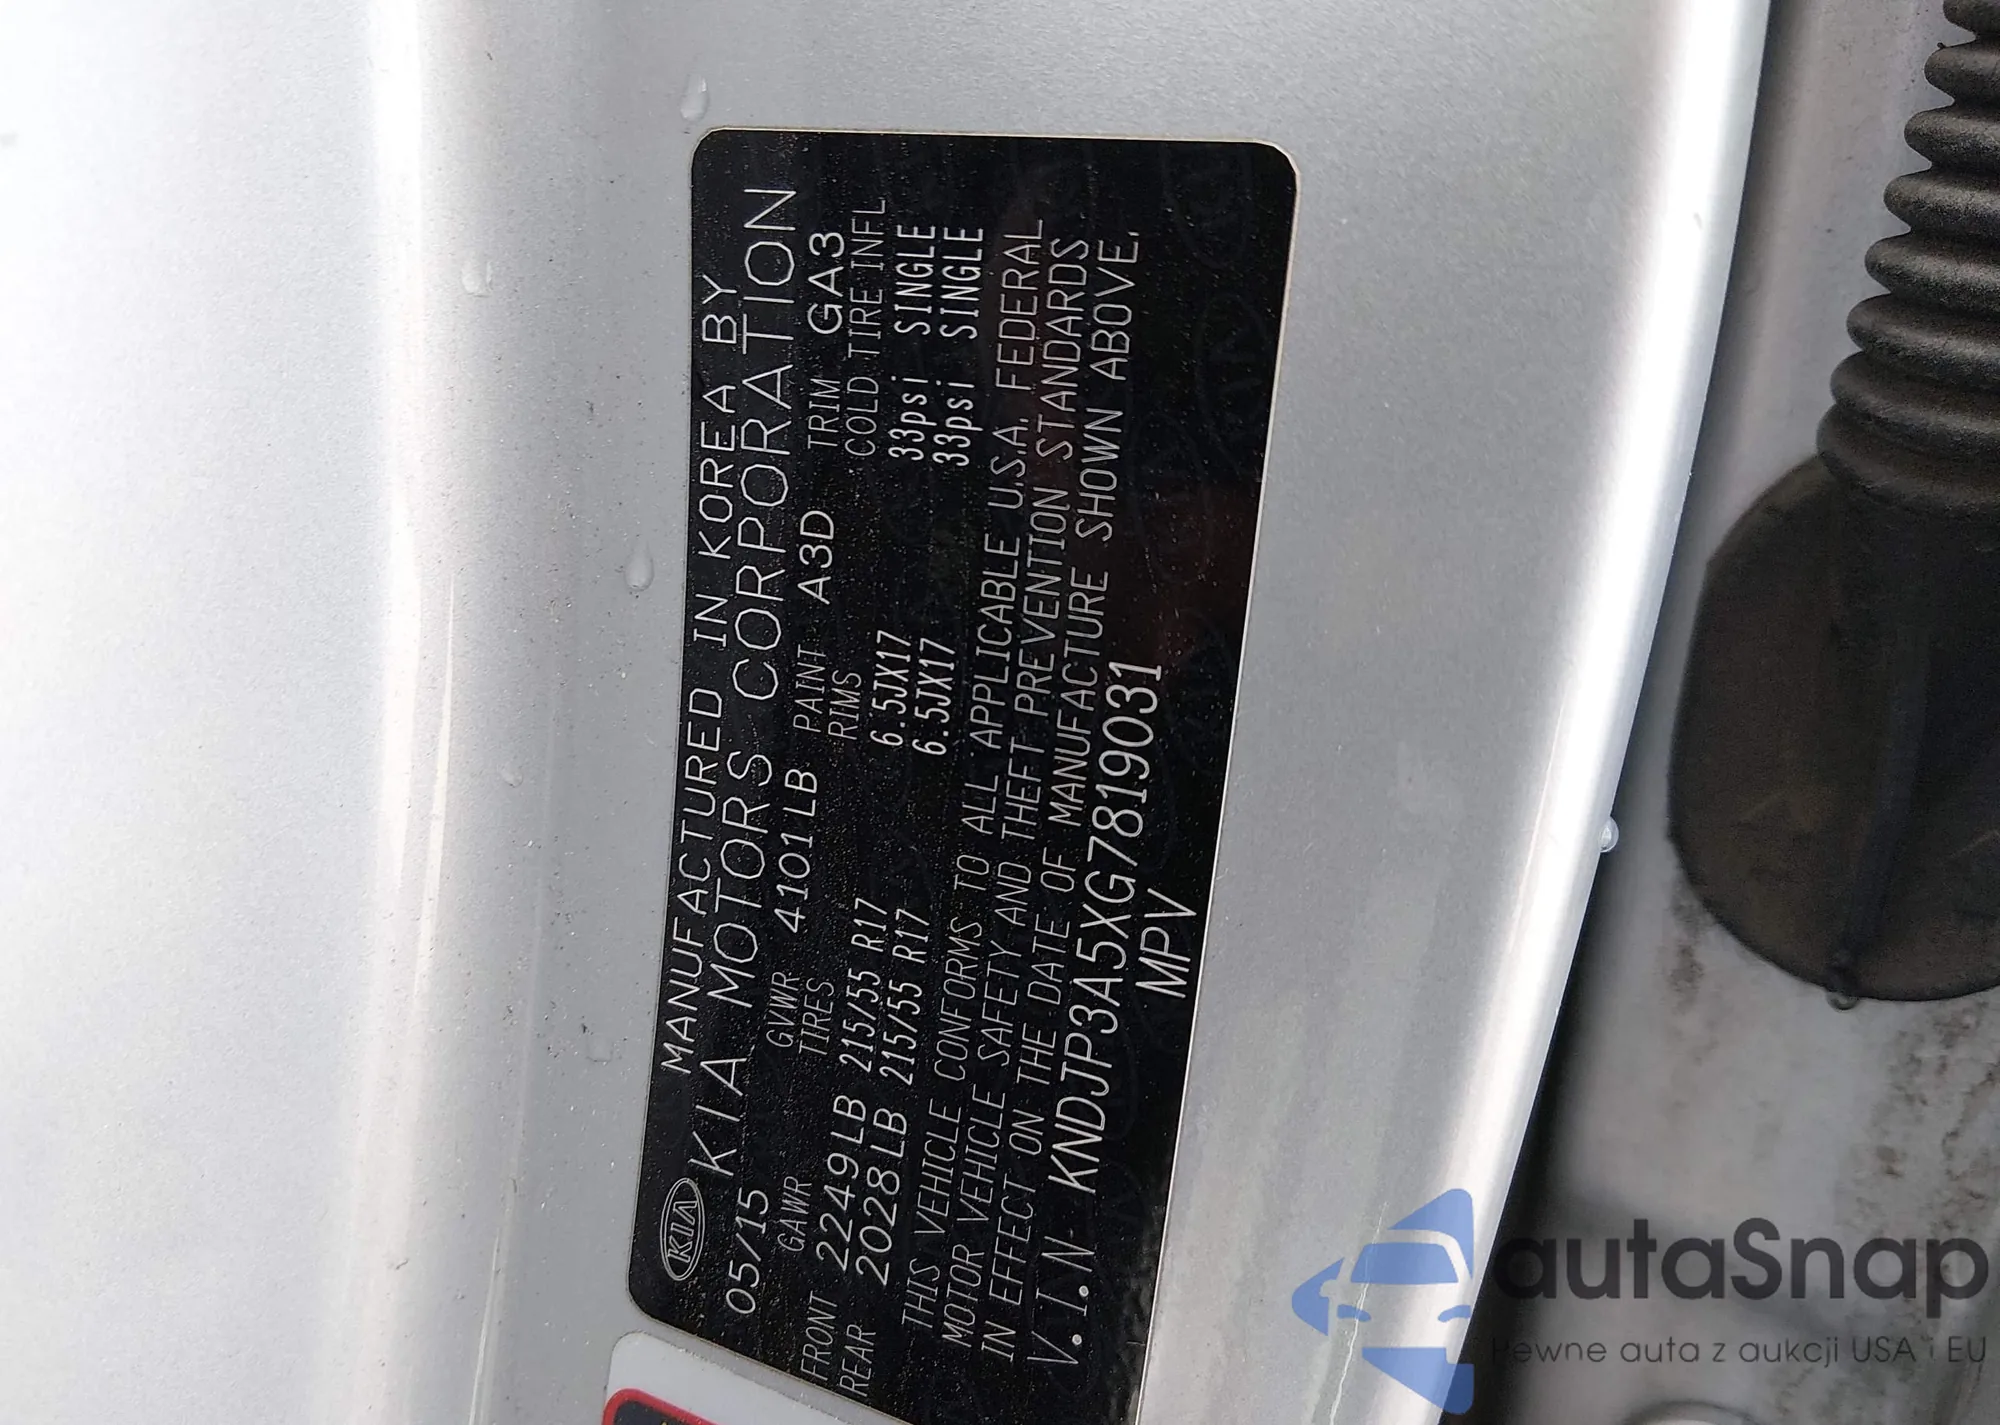 KIA
MANUFACTURED IN KOREA BY
KIA MOTORS CORPORATION
05/15 GVWR 4101LB PAINT A3D TRIM GA3
GAWR TIRES RIMS COLD TIRE INFL
FRONT 2249LB 215/55 R17 6.5JX17 33psi SINGLE
REAR 2028LB 215/55 R17 6.5JX17 33psi SINGLE
THIS VEHICLE CONFORMS TO ALL APPLICABLE U.S.A. FEDERAL
MOTOR VEHICLE SAFETY AND THEFT PREVENTION STANDARDS
IN EFFECT ON THE DATE OF MANUFACTURE SHOWN ABOVE.
V.I.N- KNDJP3A5XG7819031
MPV
autaSnap
Pewne auta z aukcji USA i EU